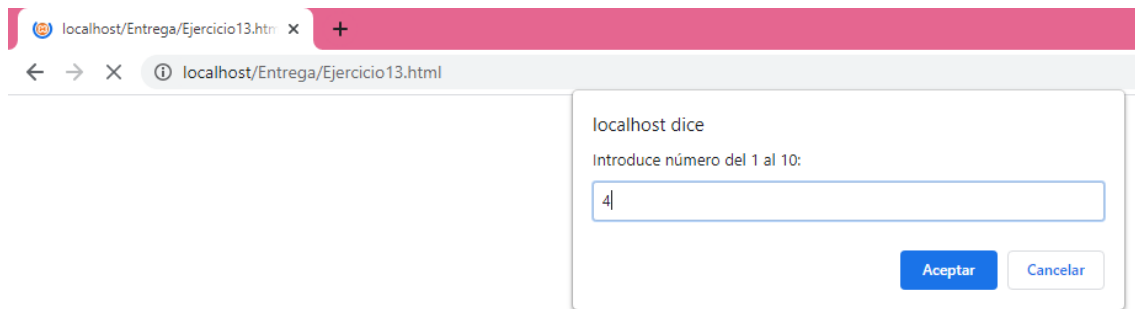 localhost/Entrega/Ejercicio13.htm
localhost/Entrega/Ejercicio13.html
localhost dice
Introduce número del 1 al 10:
4
Aceptar Cancelar